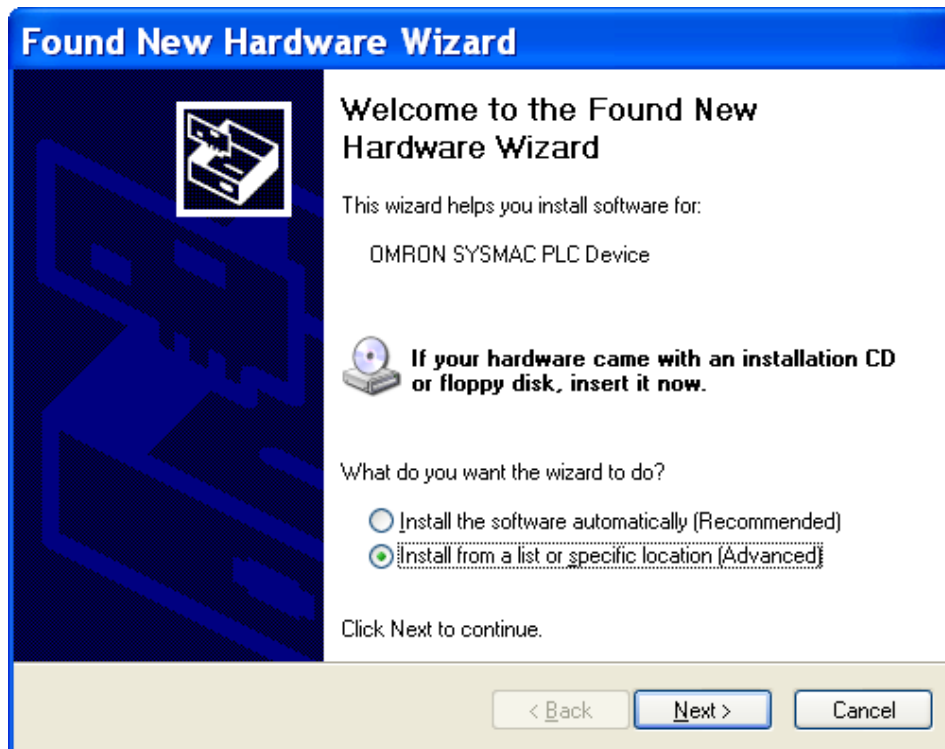 Found New Hardware Wizard
Welcome to the Found New
Hardware Wizard
This wizard helps you install software for:
OMRON SYSMAC PLC Device
If your hardware came with an installation CD
or floppy disk, insert it now.
What do you want the wizard to do?
Install the software automatically (Recommended)
Install from a list or specific location (Advanced)
Click Next to continue.
< Back Next > Cancel